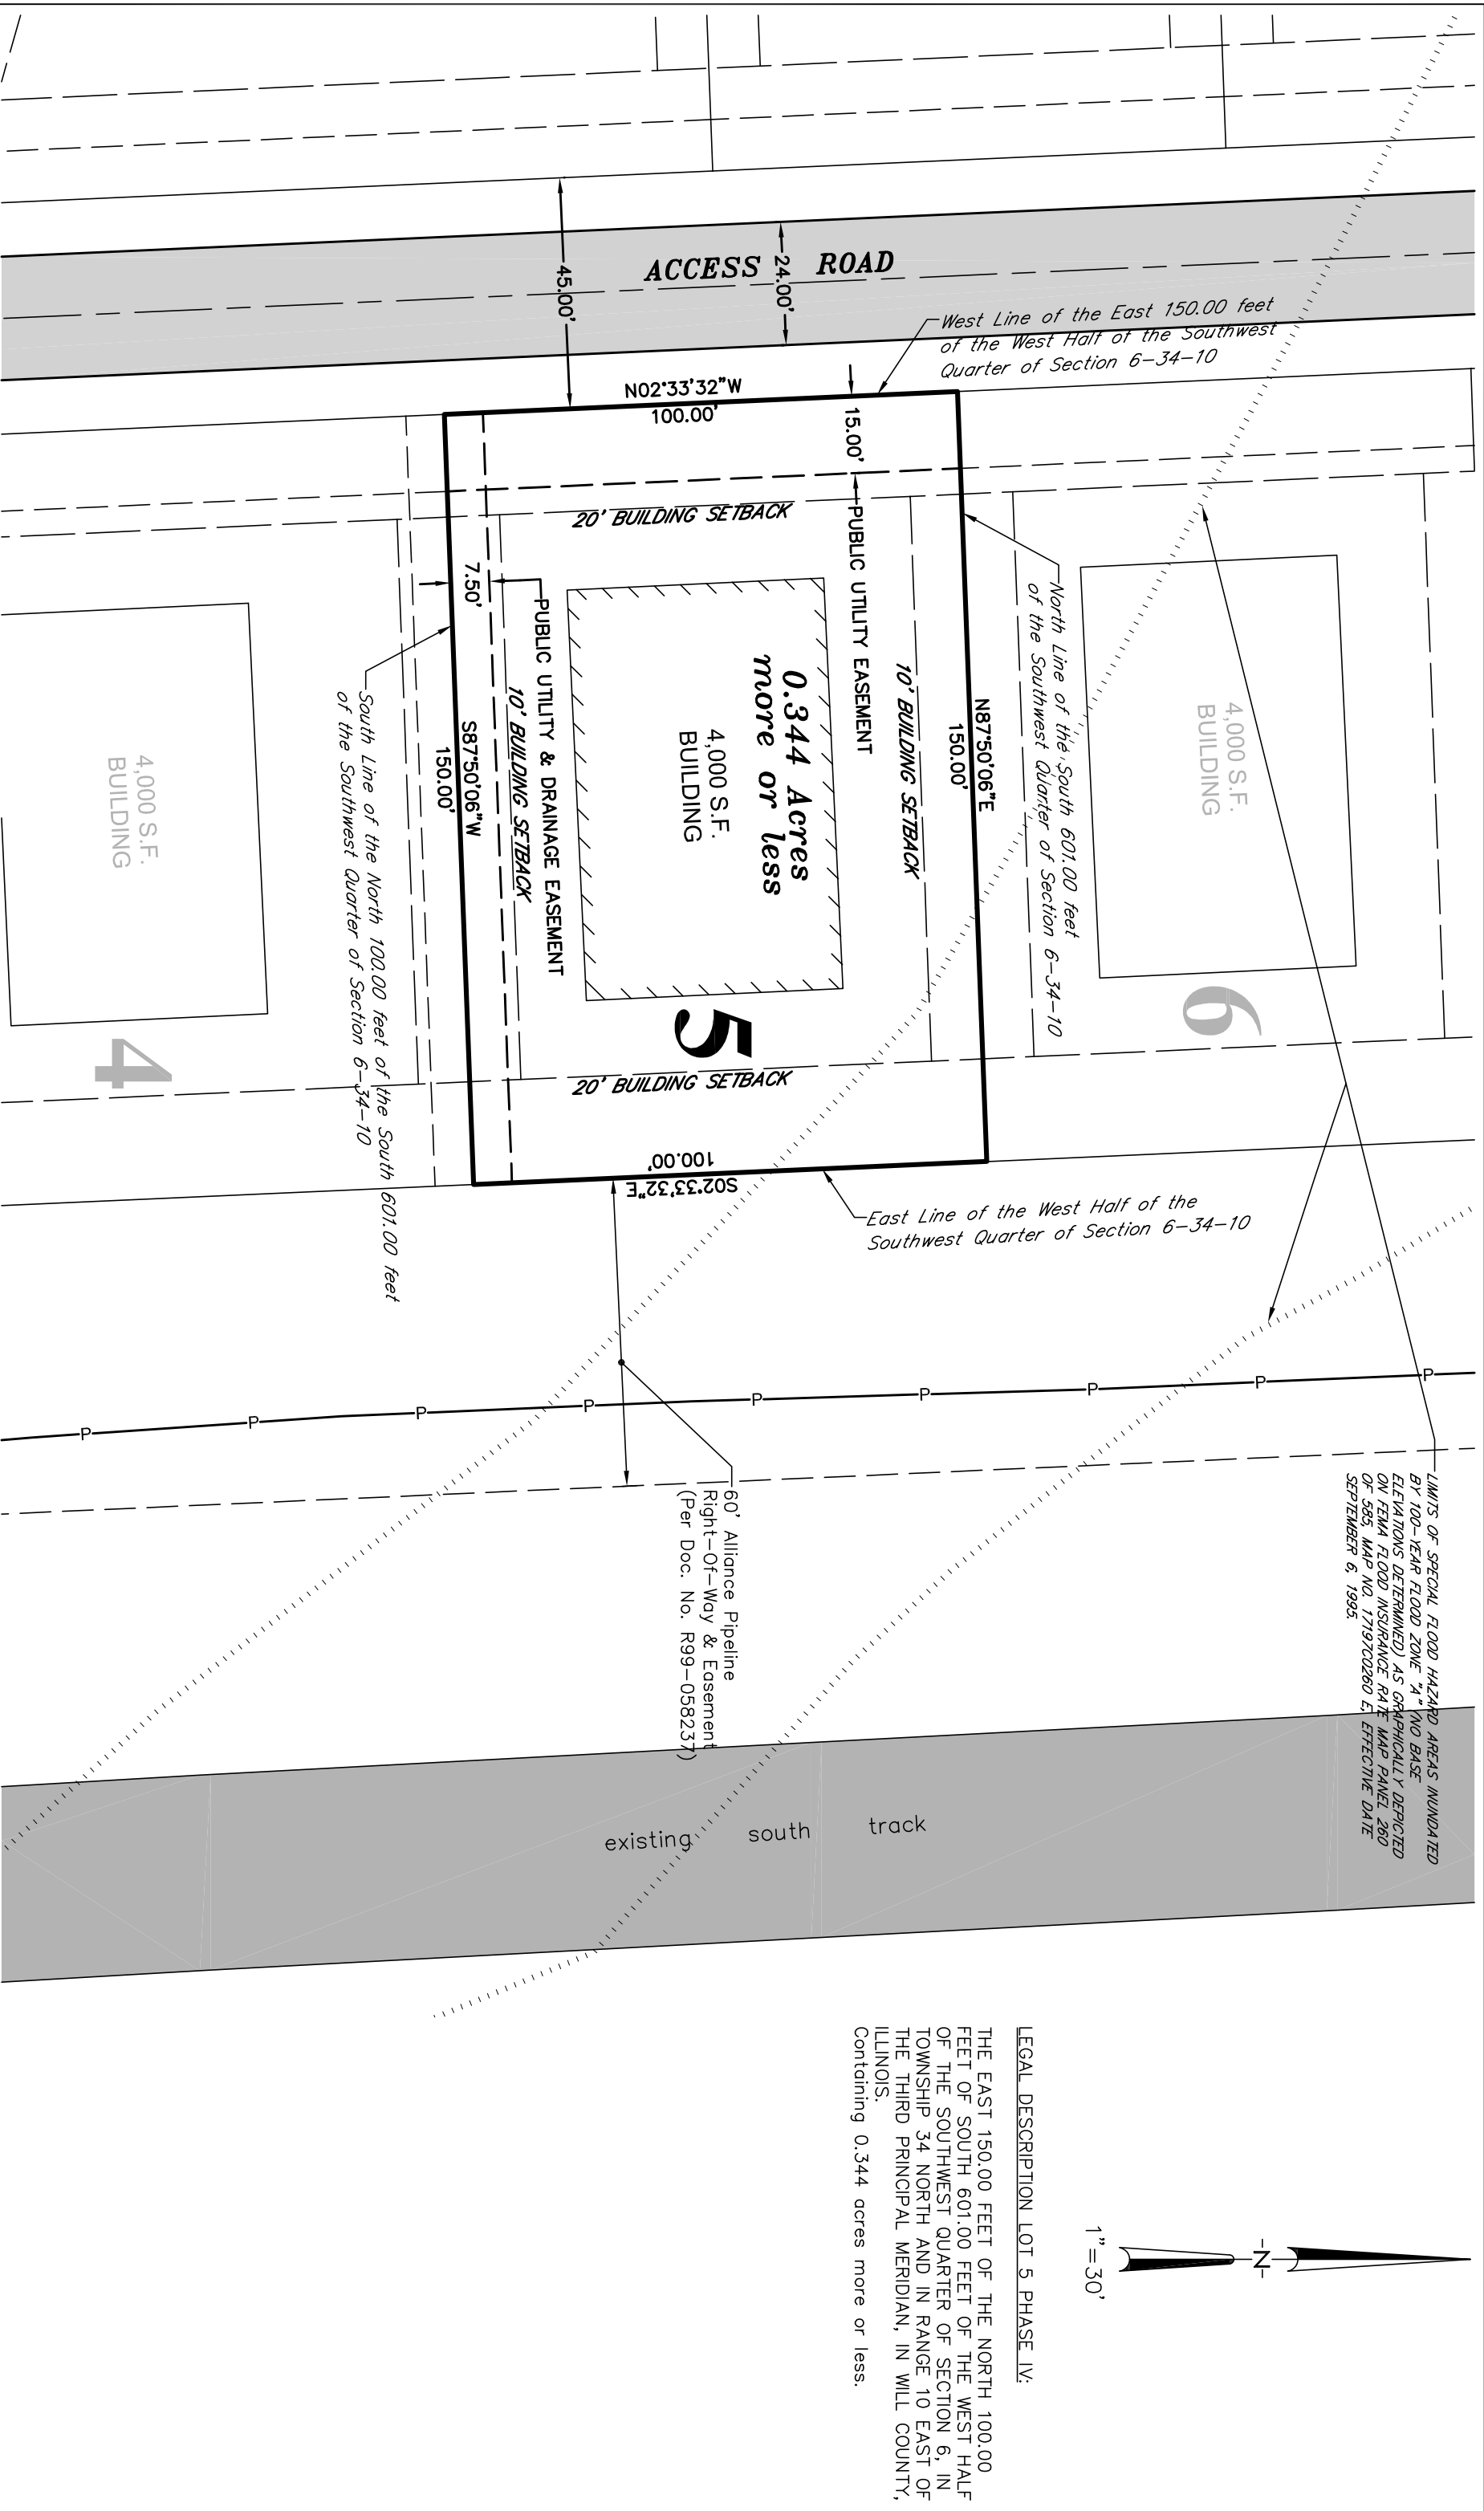 ACCESS ROAD
24.00'
45.00'
West Line of the East 150.00 feet
of the West Half of the Southwest
Quarter of Section 6-34-10
N02°33'32"W
100.00'
15.00'
PUBLIC UTILITY EASEMENT
20' BUILDING SETBACK
North Line of the South 601.00 feet
of the Southwest Quarter of Section 6-34-10
N87°50'06"E
150.00'
10' BUILDING SETBACK
0.344 Acres
more or less
4,000 S.F.
BUILDING
5
7.50'
PUBLIC UTILITY & DRAINAGE EASEMENT
10' BUILDING SETBACK
S87°50'06"W
150.00'
South Line of the North 100.00 feet of the South 601.00 feet
of the Southwest Quarter of Section 6-34-10
20' BUILDING SETBACK
100.00'
S02°33'32"E
East Line of the West Half of the
Southwest Quarter of Section 6-34-10
4,000 S.F.
BUILDING
6
4,000 S.F.
BUILDING
4
P
P
P
P
P
P
P
P
P
60' Alliance Pipeline
Right-Of-Way & Easement
(Per Doc. No. R99-058237)
LIMITS OF SPECIAL FLOOD HAZARD AREAS INUNDATED
BY 100-YEAR FLOOD ZONE "A" (NO BASE
ELEVATIONS DETERMINED) AS GRAPHICALLY DEPICTED
ON FEMA FLOOD INSURANCE RATE MAP PANEL 260
OF 585, MAP NO. 17197C0260 E, EFFECTIVE DATE
SEPTEMBER 6, 1995.
existing south track
-N-
1"=30'
LEGAL DESCRIPTION LOT 5 PHASE IV:
THE EAST 150.00 FEET OF THE NORTH 100.00
FEET OF SOUTH 601.00 FEET OF THE WEST HALF
OF THE SOUTHWEST QUARTER OF SECTION 6, IN
TOWNSHIP 34 NORTH AND IN RANGE 10 EAST OF
THE THIRD PRINCIPAL MERIDIAN, IN WILL COUNTY,
ILLINOIS.
Containing 0.344 acres more or less.